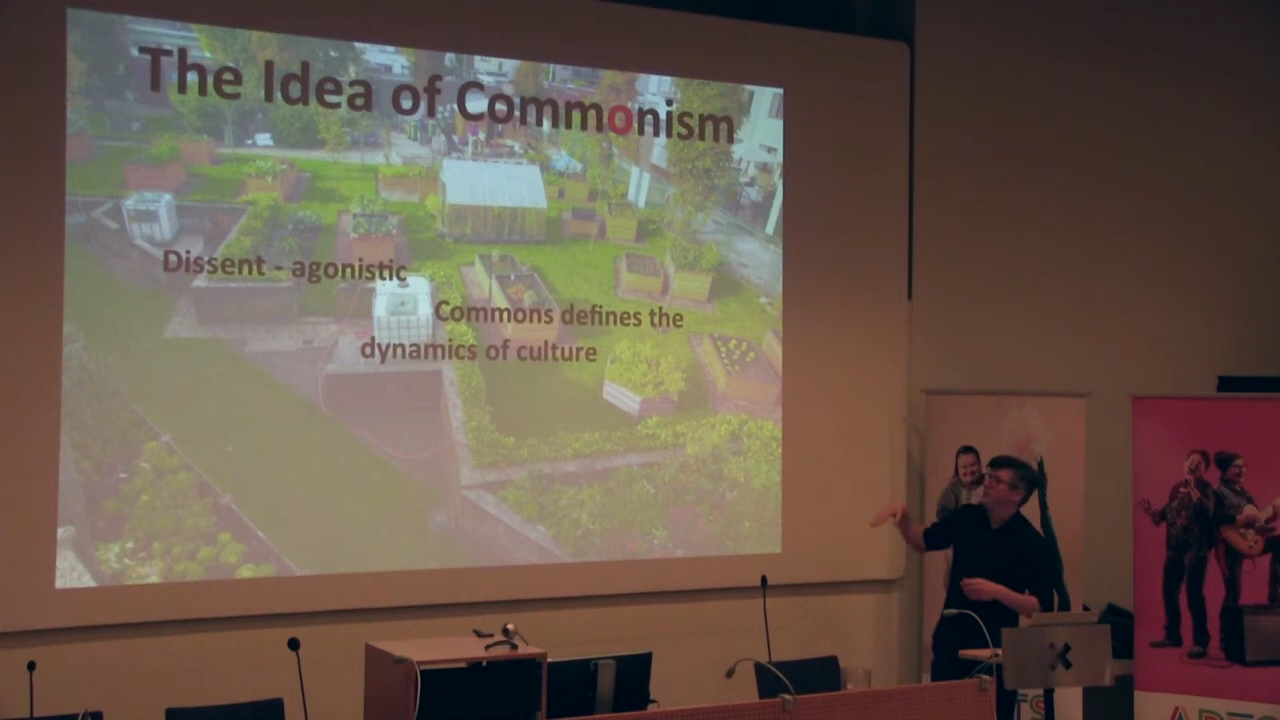 The Idea of Commonism
Dissent - agonistic
Commons defines the
dynamics of culture